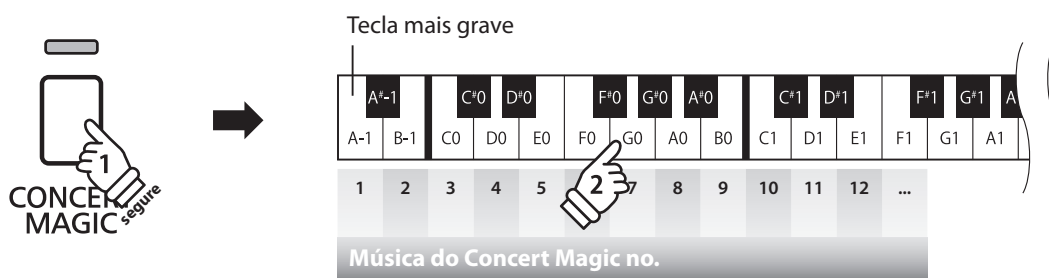 Tecla mais grave
A#-1 C#0 D#0 F#0 G#0 A#0 C#1 D#1 F#1 G#1 A
A-1 B-1 C0 D0 E0 F0 G0 A0 B0 C1 D1 E1 F1 G1 A1
1 2 3 4 5 2 7 8 9 10 11 12 ...
1
segure
MAGIC
Música do Concert Magic no.